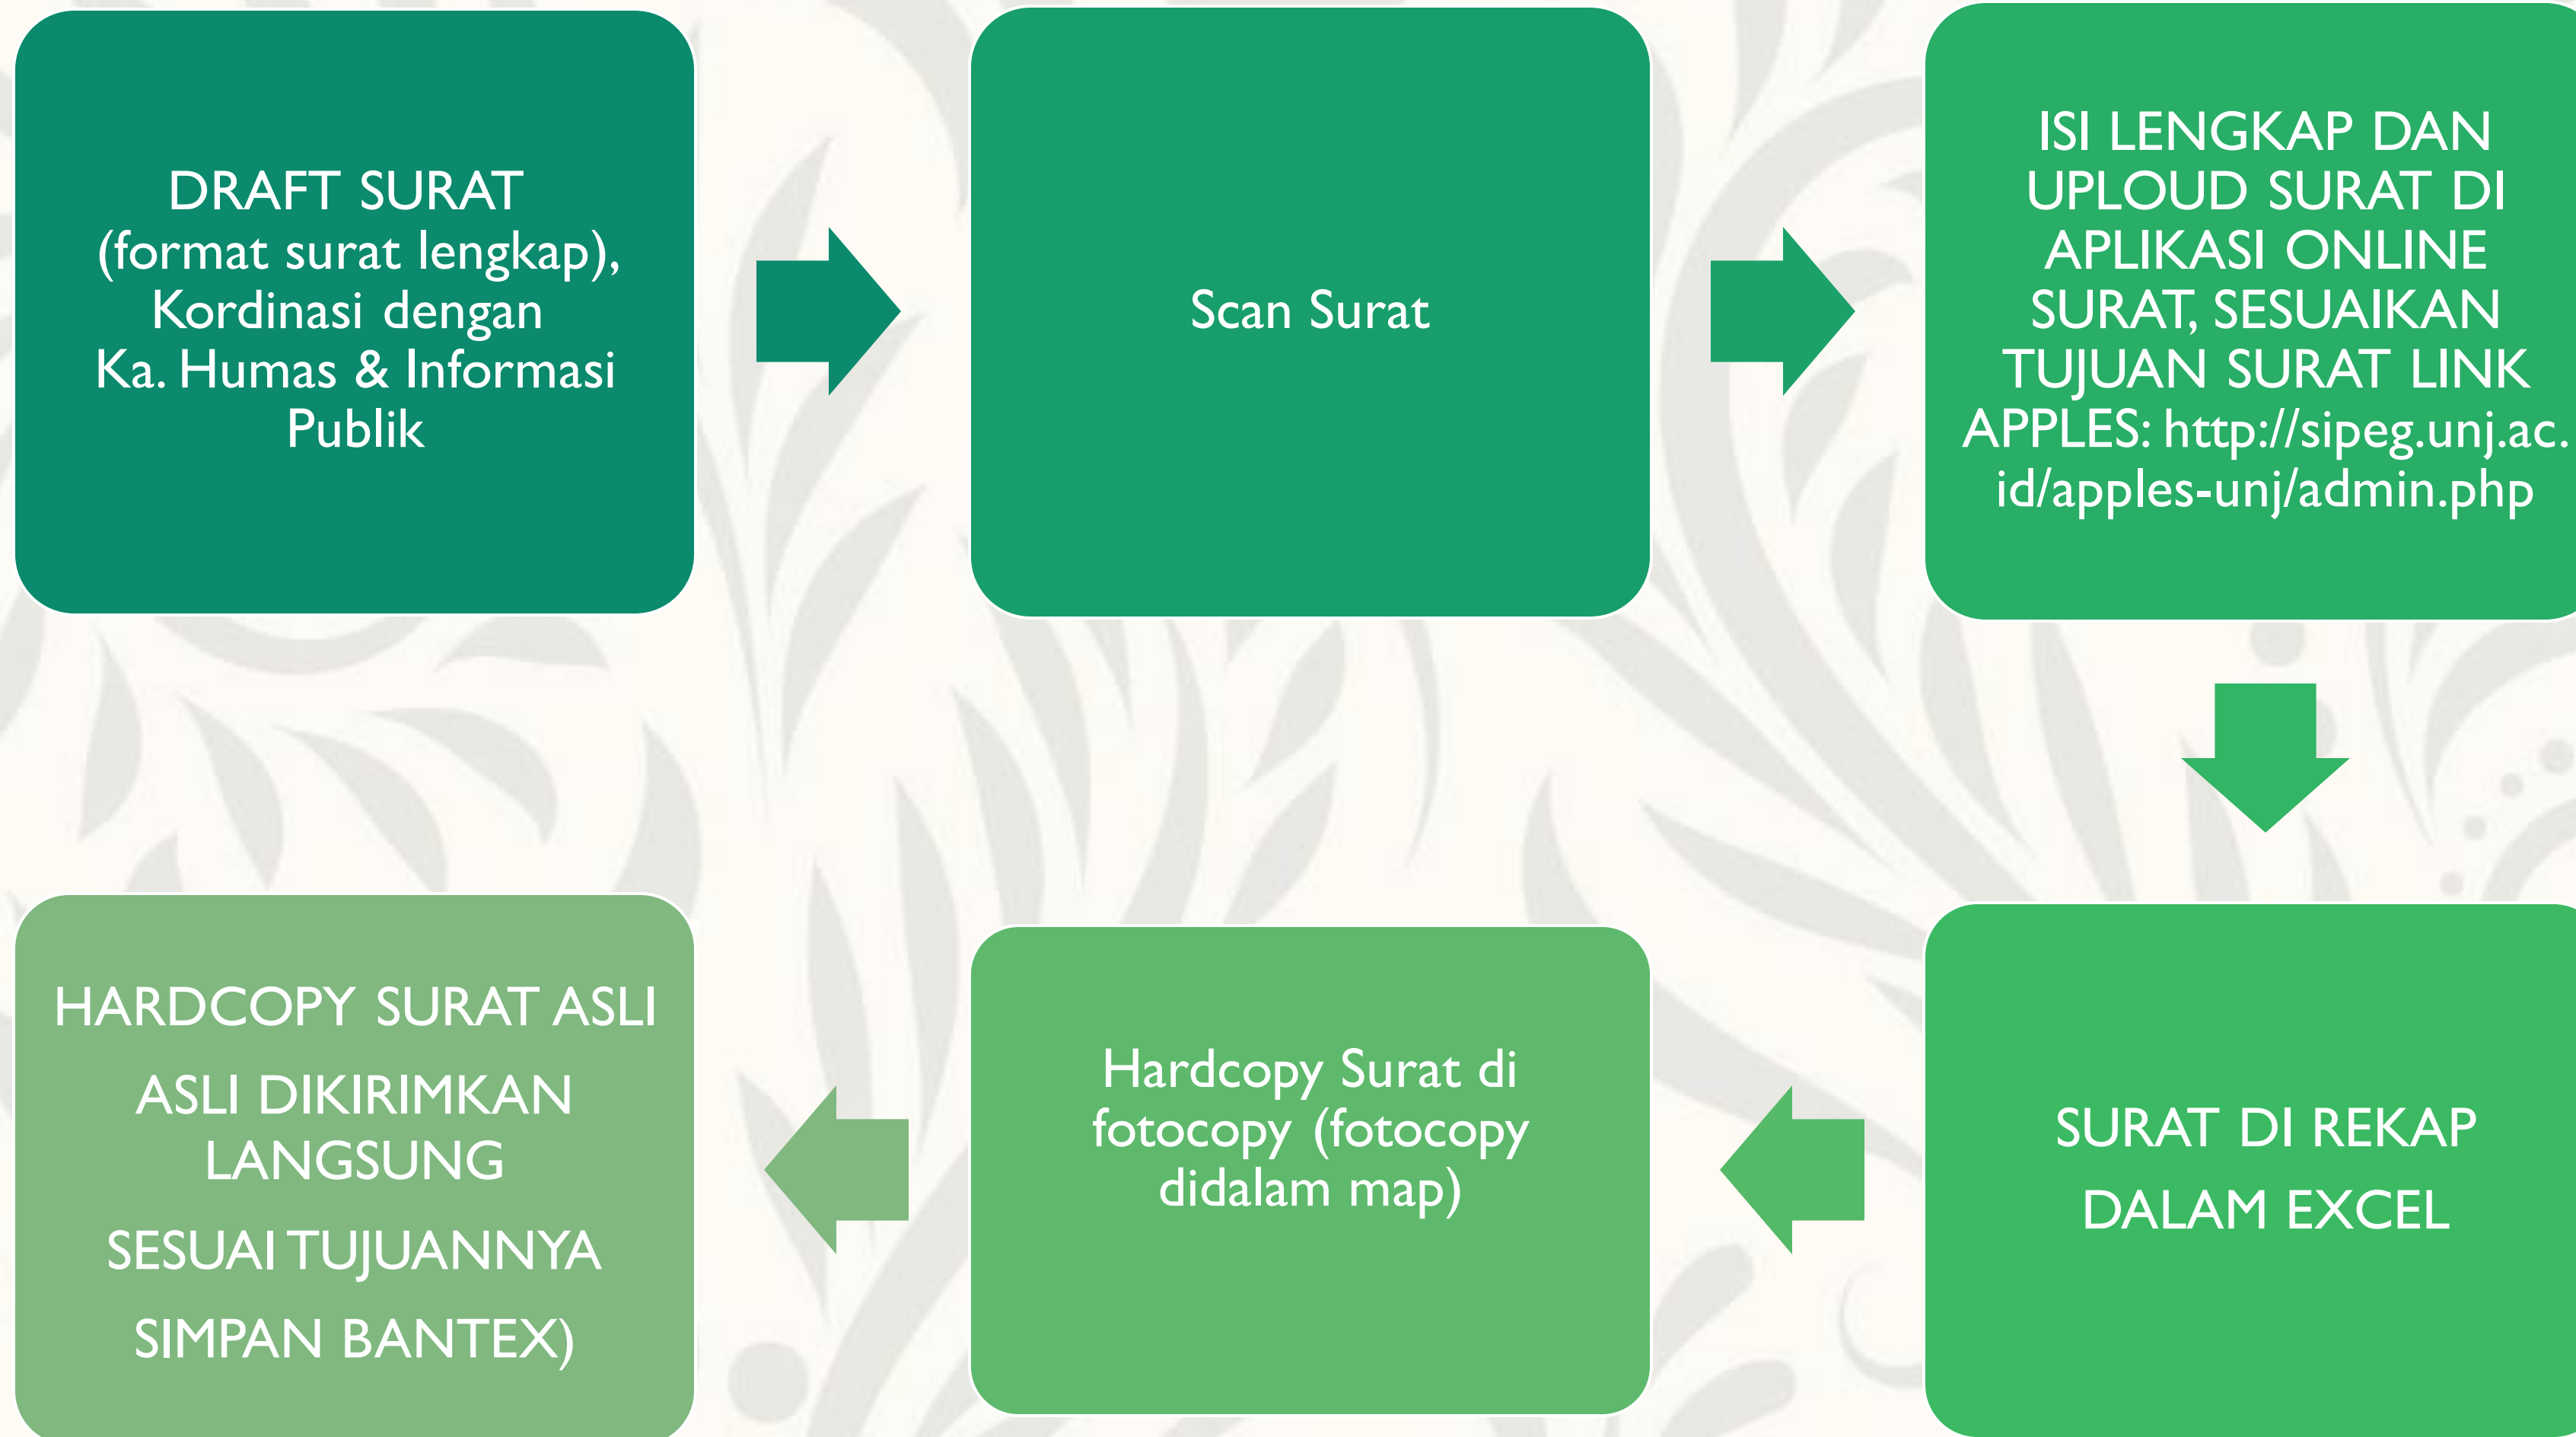 DRAFT SURAT
(format surat lengkap),
Kordinasi dengan
Ka. Humas & Informasi
Publik
Scan Surat
ISI LENGKAP DAN
UPLOUD SURAT DI
APLIKASI ONLINE
SURAT, SESUAIKAN
TUJUAN SURAT LINK
APPLES: http://sipeg.unj.ac.
id/apples-unj/admin.php
SURAT DI REKAP
DALAM EXCEL
Hardcopy Surat di
fotocopy (fotocopy
didalam map)
HARDCOPY SURAT ASLI
ASLI DIKIRIMKAN
LANGSUNG
SESUAI TUJUANNYA
SIMPAN BANTEX)